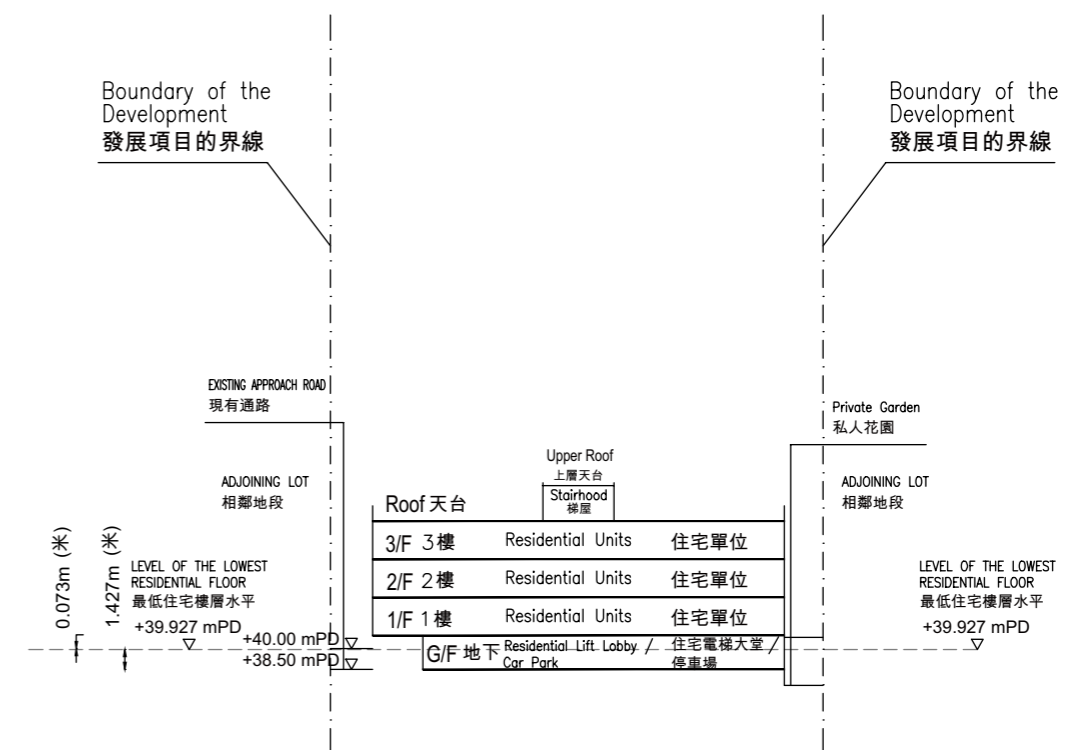 Boundary of the
Development
發展項目的界線
Boundary of the
Development
發展項目的界線
EXISTING APPROACH ROAD
現有通路
Private Garden
私人花園
ADJOINING LOT
相鄰地段
Upper Roof
上層天台
Stairhood
梯屋
ADJOINING LOT
相鄰地段
Roof 天台
3/F 3樓 Residential Units 住宅單位
2/F 2樓 Residential Units 住宅單位
1/F 1樓 Residential Units 住宅單位
G/F 地下 Residential Lift Lobby / 住宅電梯大堂 /
Car Park 停車場
0.073m (米)
1.427m (米)
LEVEL OF THE LOWEST
RESIDENTIAL FLOOR
最低住宅樓層水平
+39.927 mPD
+40.00 mPD
+38.50 mPD
LEVEL OF THE LOWEST
RESIDENTIAL FLOOR
最低住宅樓層水平
+39.927 mPD